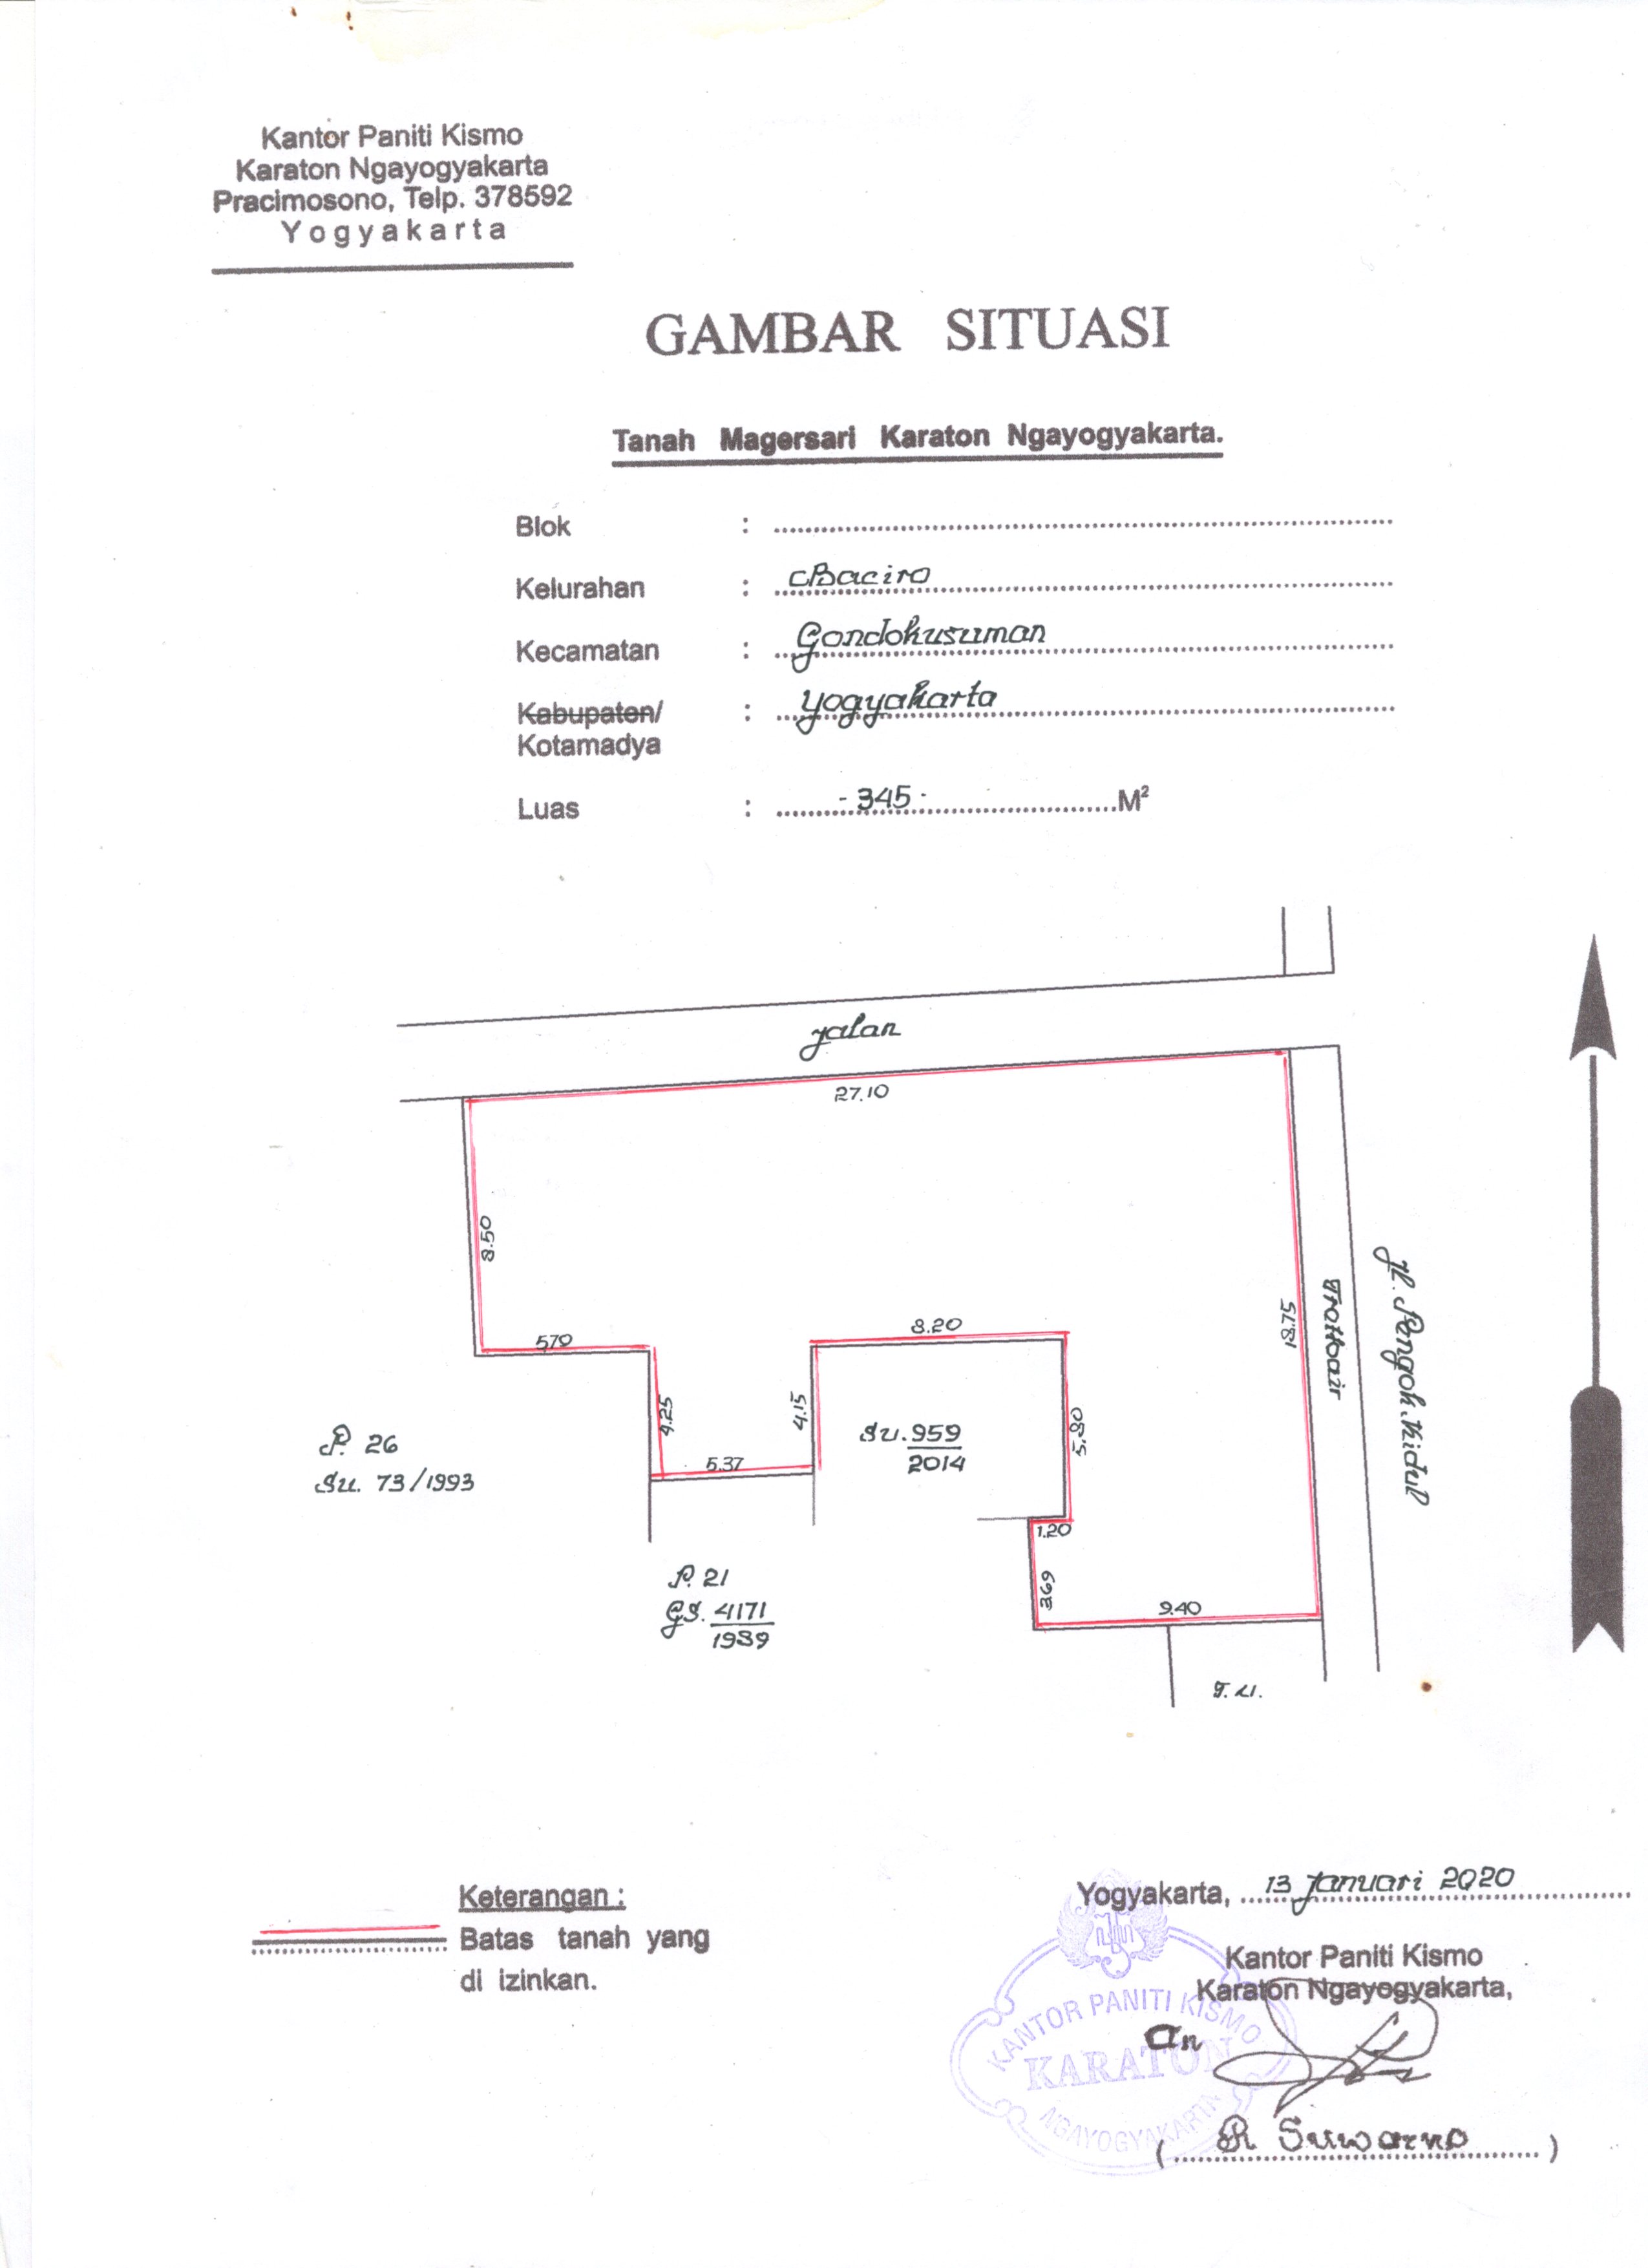 Kantor Paniti Kismo
Karaton Ngayogyakarta
Pracimosono, Telp. 378592
Yogyakarta
GAMBAR SITUASI
Tanah Magersari Karaton Ngayogyakarta.
Blok :
Kelurahan : Baciro
Kecamatan : Gondokusuman
Kabupaten/ : Yogyakarta
Kotamadya
Luas : - 345 - M²
Jalan
27.10
8.50
18.75
Trottoair
Jl. Pengok Kidul
5.70
8.20
4.25
4.15
5.37
Su. 959
2014
5.80
P. 26
Su. 73/1993
1.20
3.69
9.40
P. 21
GS. 4171
1989
Keterangan :
Batas tanah yang
di izinkan.
Yogyakarta, 13 Januari 2020
Kantor Paniti Kismo
Karaton Ngayogyakarta,
An
KANTOR PANITI KISMO
KARATON
NGAYOGYAKARTA
( R Suwarno )